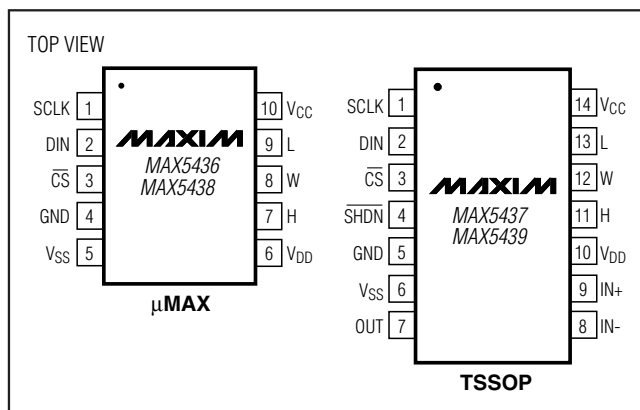 TOP VIEW
SCLK 1
DIN 2
CS 3
GND 4
VSS 5
10 VCC
9 L
8 W
7 H
6 VDD
MAXIM
MAX5436
MAX5438
µMAX
SCLK 1
DIN 2
CS 3
SHDN 4
GND 5
VSS 6
OUT 7
14 VCC
13 L
12 W
11 H
10 VDD
9 IN+
8 IN-
MAXIM
MAX5437
MAX5439
TSSOP